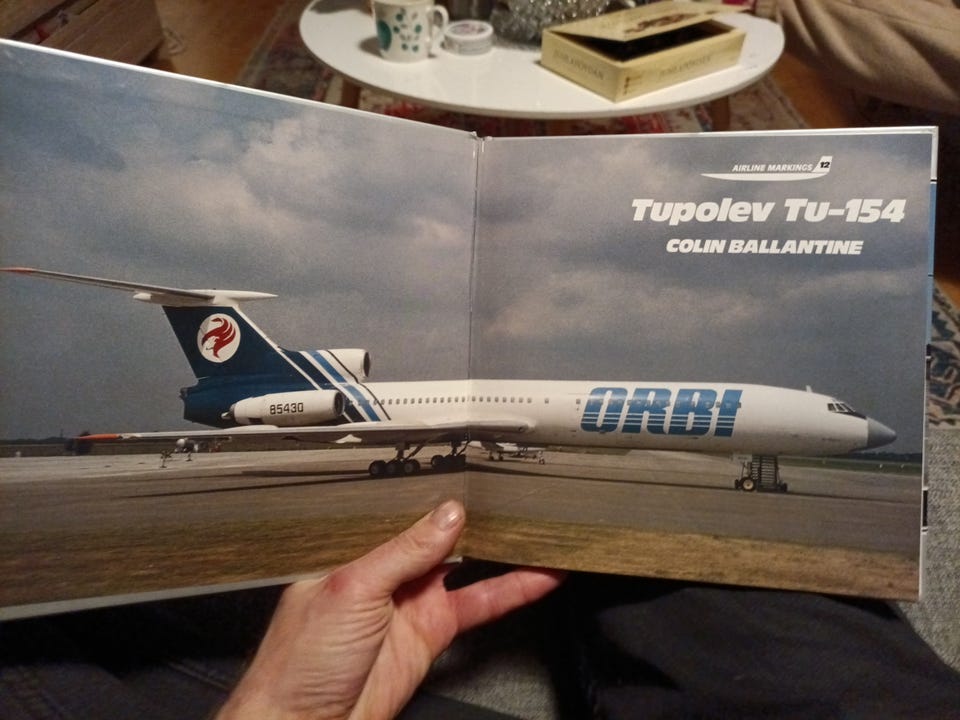 AIRLINE MARKINGS 12
Tupolev Tu-154
COLIN BALLANTINE
ORBI
85430